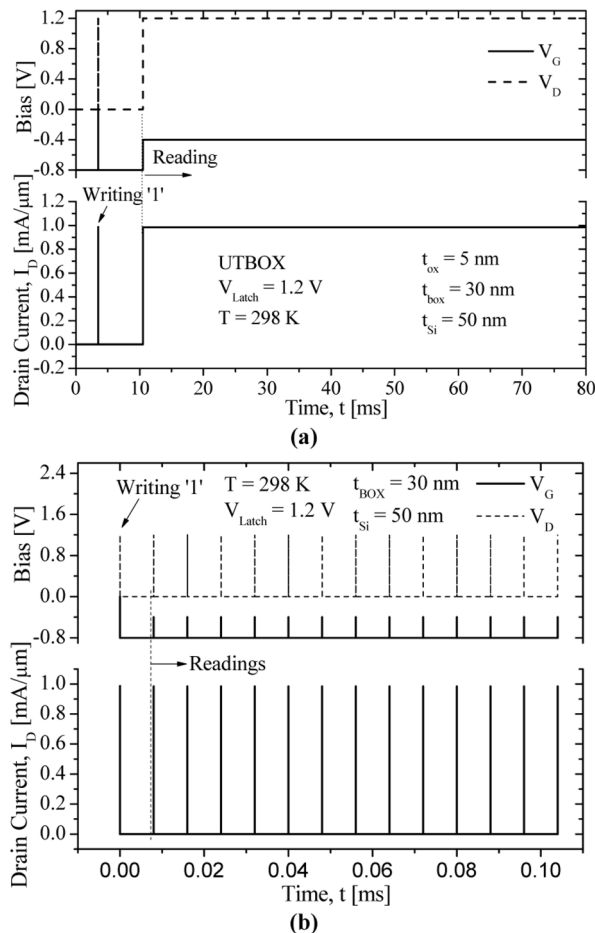 1.2
0.8
0.4
0.0
-0.4
-0.8
Bias [V]
V_G
V_D
Reading
Writing '1'
1.0
0.8
0.6
0.4
0.2
0.0
-0.2
Drain Current, I_D [mA/μm]
UTBOX
V_Latch = 1.2 V
T = 298 K
t_ox = 5 nm
t_box = 30 nm
t_Si = 50 nm
0 10 20 30 40 50 60 70 80
Time, t [ms]
(a)
2.4
1.6
0.8
0.0
-0.8
Bias [V]
Writing '1'
T = 298 K
V_Latch = 1.2 V
t_BOX = 30 nm
t_Si = 50 nm
V_G
V_D
Readings
1.2
1.0
0.8
0.6
0.4
0.2
0.0
Drain Current, I_D [mA/μm]
0.00 0.02 0.04 0.06 0.08 0.10
Time, t [ms]
(b)